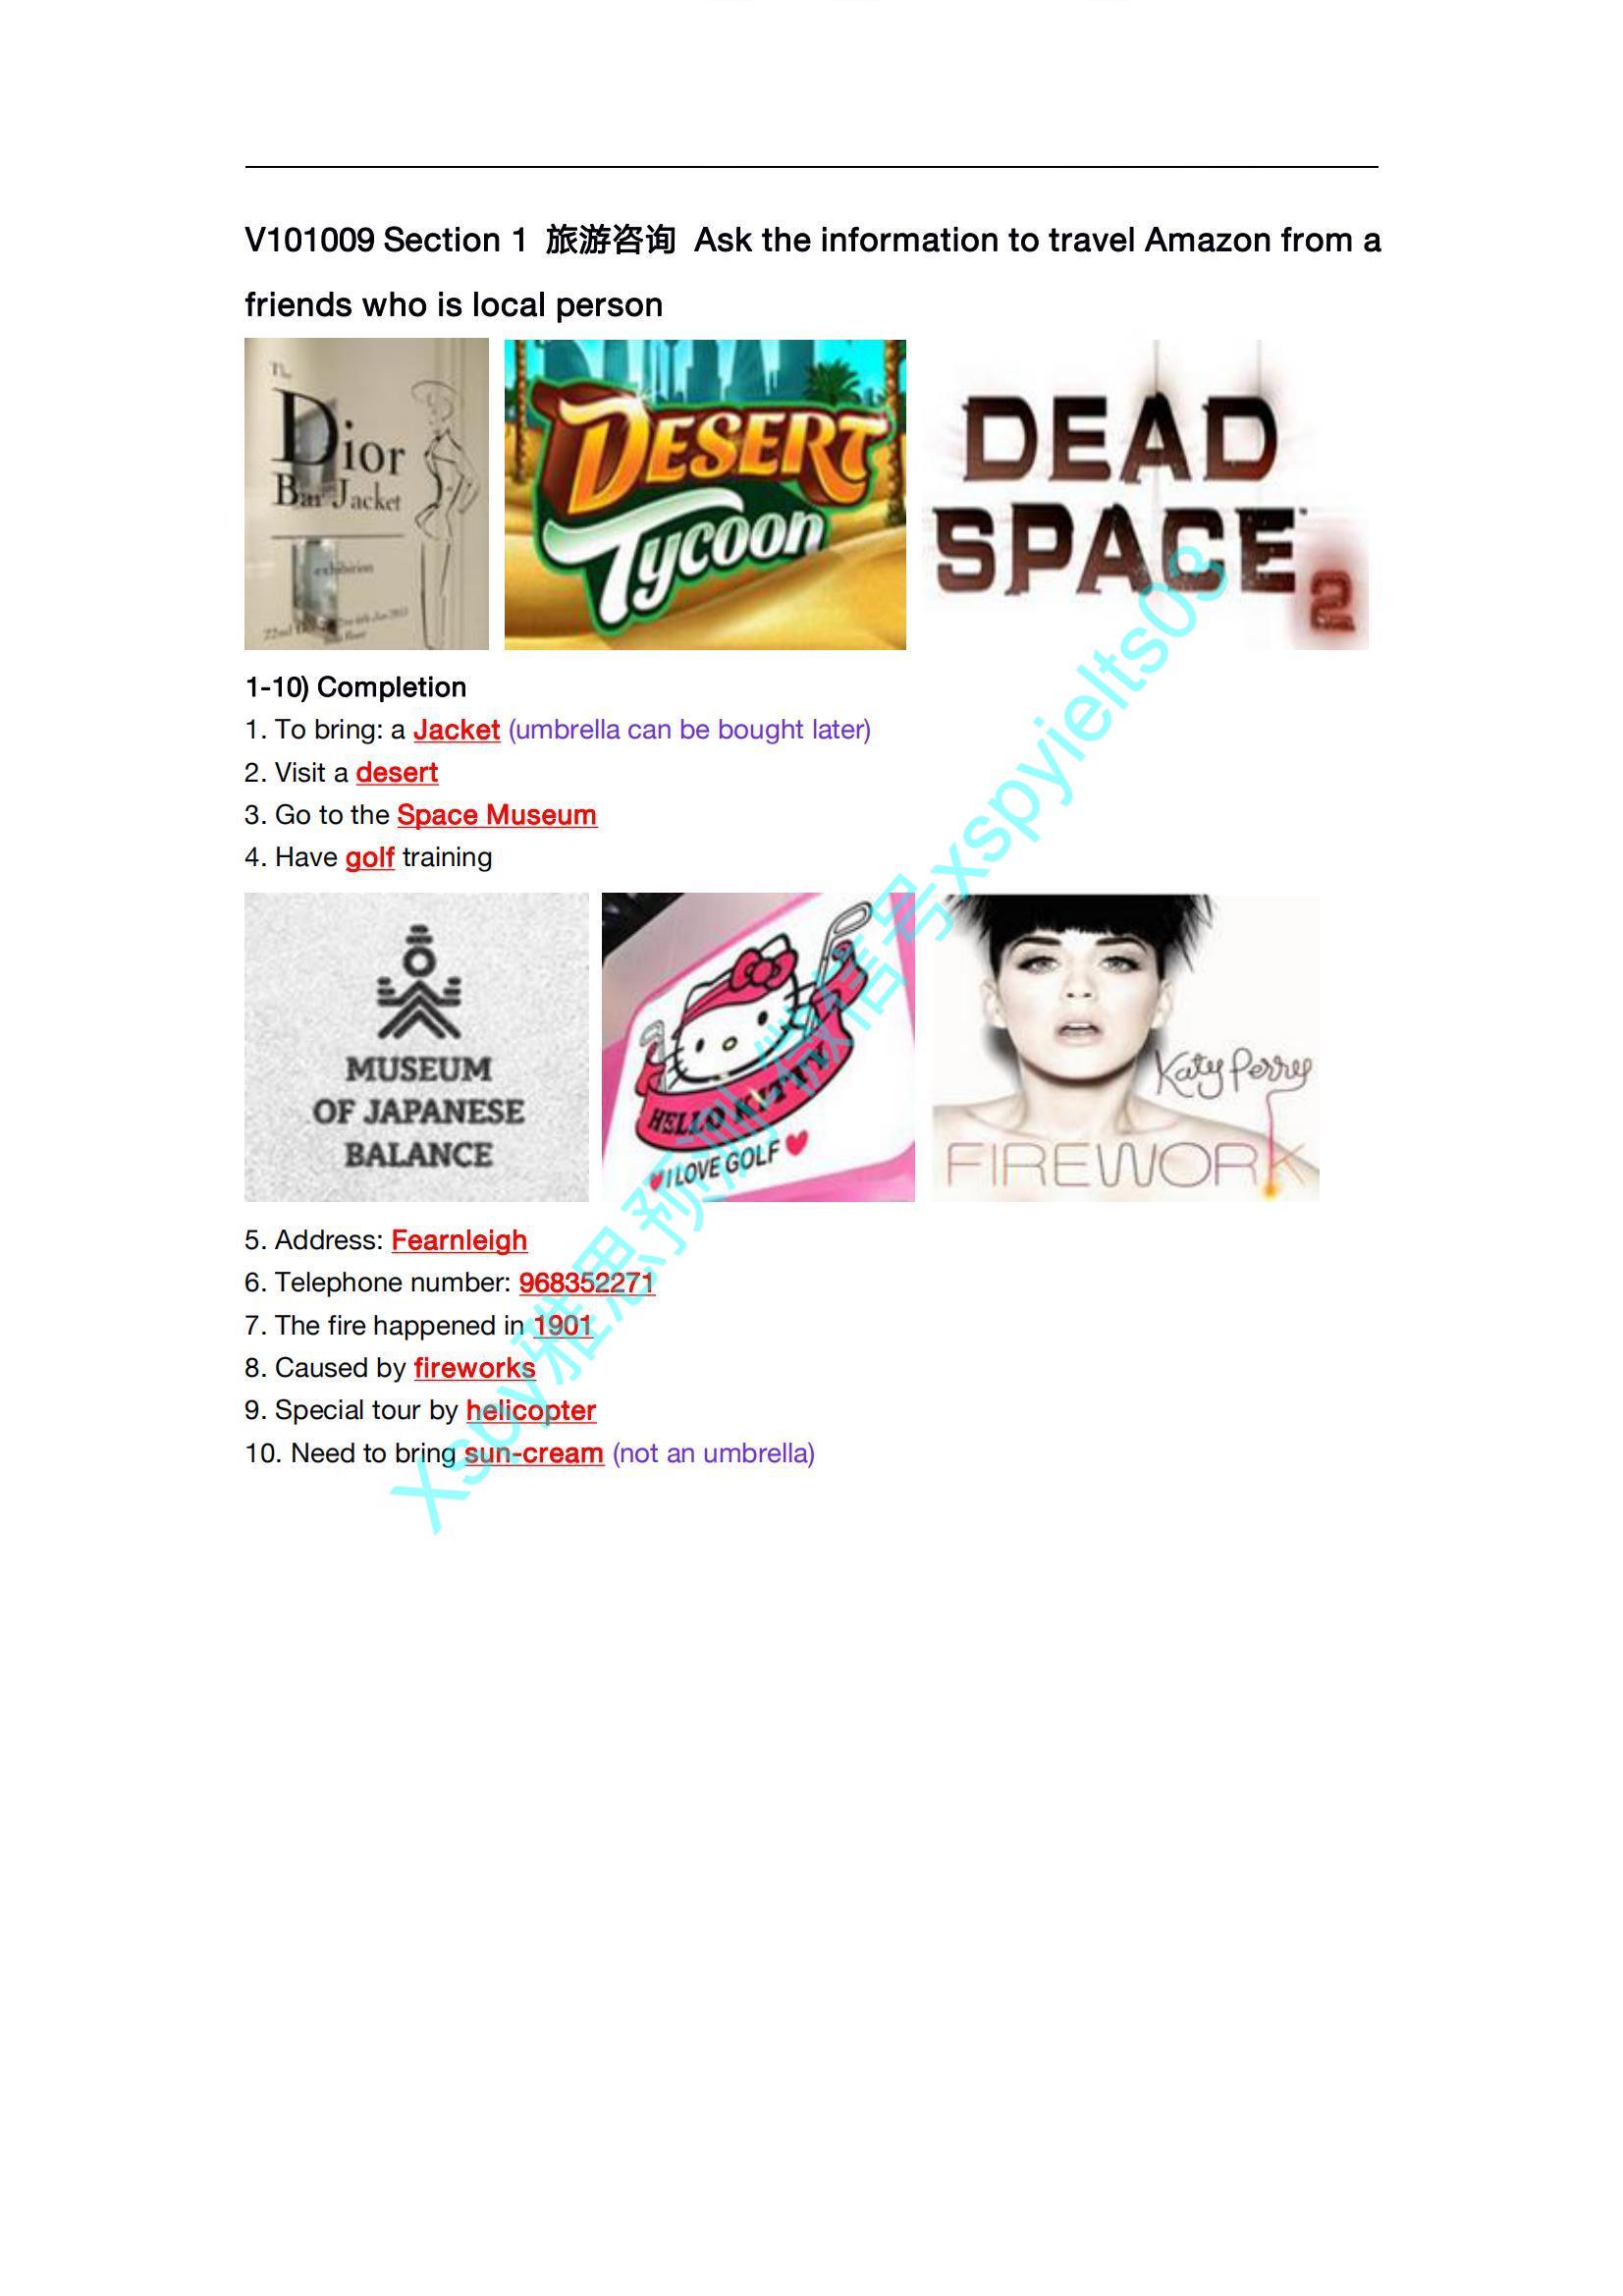 V101009 Section 1 旅游咨询 Ask the information to travel Amazon from a
friends who is local person
The
Dior
Bar Jacket
exhibition
DESERT
Tycoon
DEAD
SPACE
2
1-10) Completion
1. To bring: a Jacket (umbrella can be bought later)
2. Visit a desert
3. Go to the Space Museum
4. Have golf training
MUSEUM
OF JAPANESE
BALANCE
HELLO KITTY
I LOVE GOLF
Katy Perry
FIREWORK
5. Address: Fearnleigh
6. Telephone number: 968352271
7. The fire happened in 1901
8. Caused by fireworks
9. Special tour by helicopter
10. Need to bring sun-cream (not an umbrella)
Xspy雅思预测,微信号xspyielts03